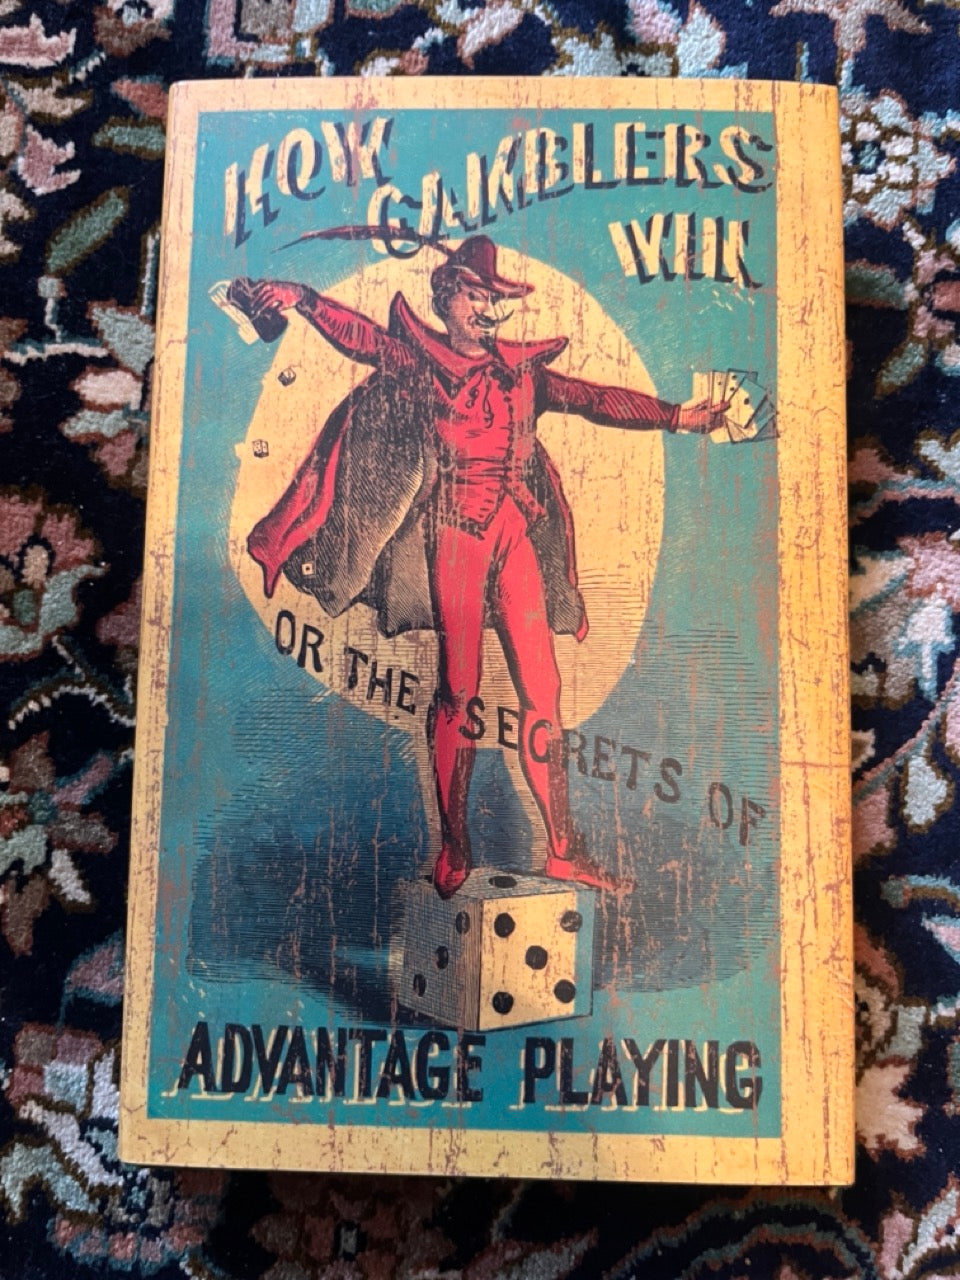 HOW GAMBLERS
WIN
OR THE SECRETS OF
ADVANTAGE PLAYING